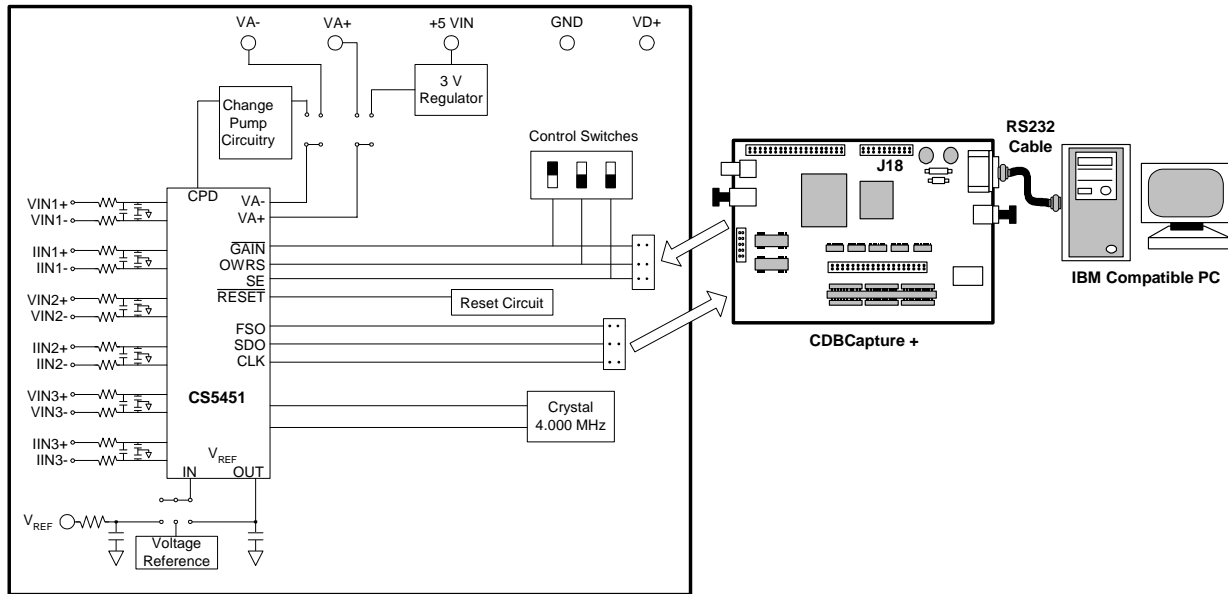 VA-
VA+
+5 VIN
GND
VD+
3 V
Regulator
Change
Pump
Circuitry
Control Switches
CPD
VA-
VA+
VIN1+
VIN1-
IIN1+
IIN1-
VIN2+
VIN2-
IIN2+
IIN2-
VIN3+
VIN3-
IIN3+
IIN3-
GAIN
OWRS
SE
RESET
Reset Circuit
FSO
SDO
CLK
CS5451
Crystal
4.000 MHz
VREF
IN
OUT
VREF
Voltage
Reference
J18
CDBCapture +
RS232
Cable
IBM Compatible PC